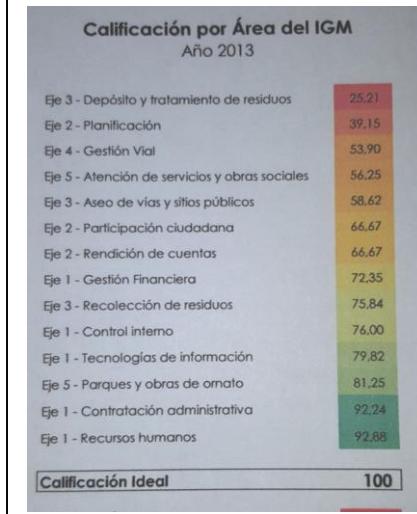 Calificación por Área del IGM
Año 2013
Eje 3 - Depósito y tratamiento de residuos 25,21
Eje 2 - Planificación 39,15
Eje 4 - Gestión Vial 53,90
Eje 5 - Atención de servicios y obras sociales 56,25
Eje 3 - Aseo de vías y sitios públicos 58,62
Eje 2 - Participación ciudadana 66,67
Eje 2 - Rendición de cuentas 66,67
Eje 1 - Gestión Financiera 72,35
Eje 3 - Recolección de residuos 75,84
Eje 1 - Control interno 76,00
Eje 1 - Tecnologías de información 79,82
Eje 5 - Parques y obras de ornato 81,25
Eje 1 - Contratación administrativa 92,24
Eje 1 - Recursos humanos 92,88
Calificación Ideal 100